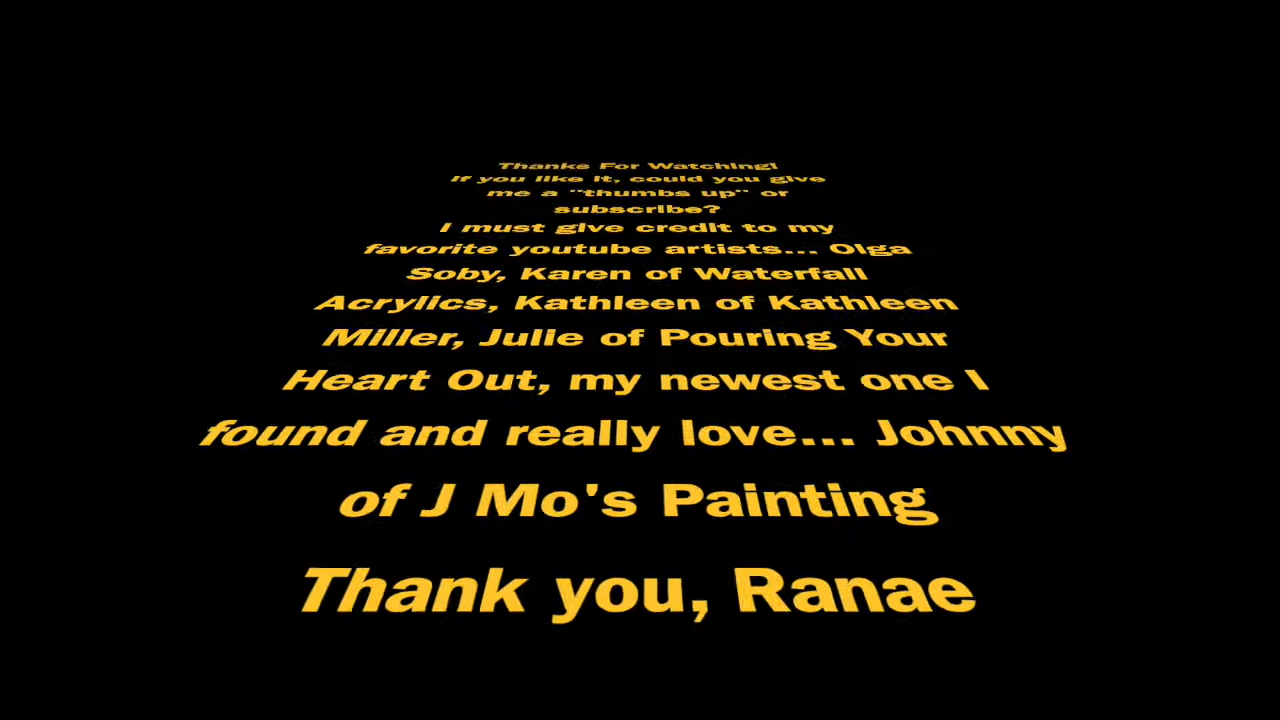 Thanks For Watching!
If you like it, could you give
me a "thumbs up" or
subscribe?
I must give credit to my
favorite youtube artists... Olga
Soby, Karen of Waterfall
Acrylics, Kathleen of Kathleen
Miller, Julie of Pouring Your
Heart Out, my newest one I
found and really love... Johnny
of J Mo's Painting
Thank you, Ranae